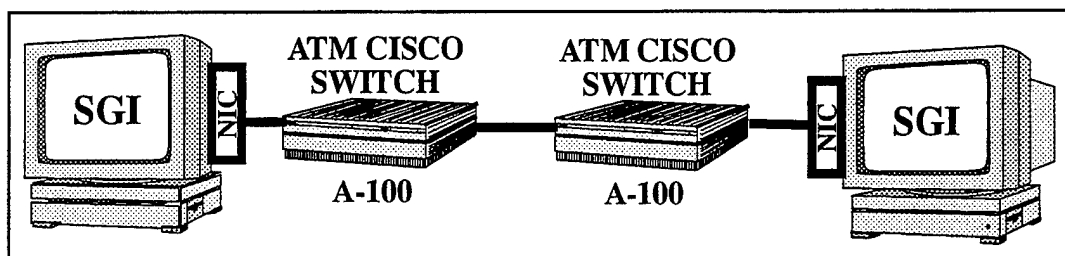 ATM CISCO
SWITCH
ATM CISCO
SWITCH
SGI
NIC
NIC
SGI
A-100
A-100